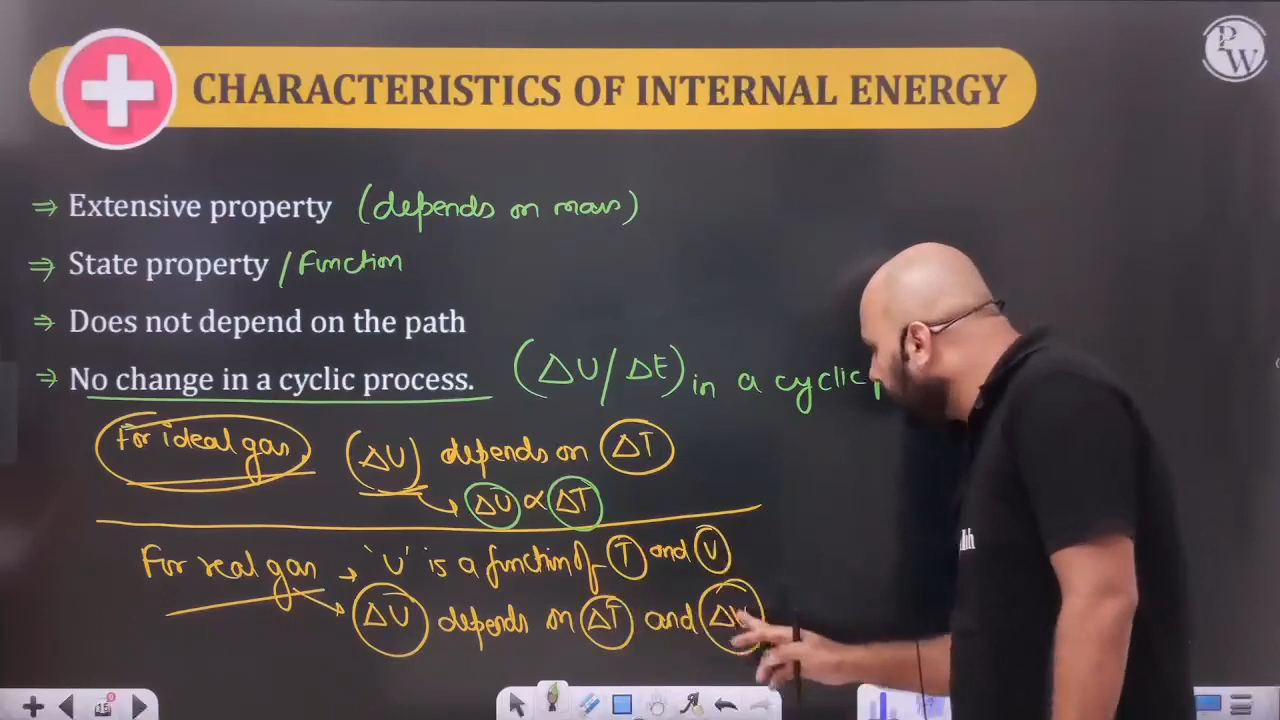 CHARACTERISTICS OF INTERNAL ENERGY
PW
⇒ Extensive property (depends on mass)
⇒ State property / Function
⇒ Does not depend on the path
⇒ No change in a cyclic process. (ΔU/ΔE) in a cyclic
For ideal gas, (ΔU) depends on ΔT
ΔU ∝ ΔT
For real gas → 'U' is a function of T and V
ΔU depends on ΔT and